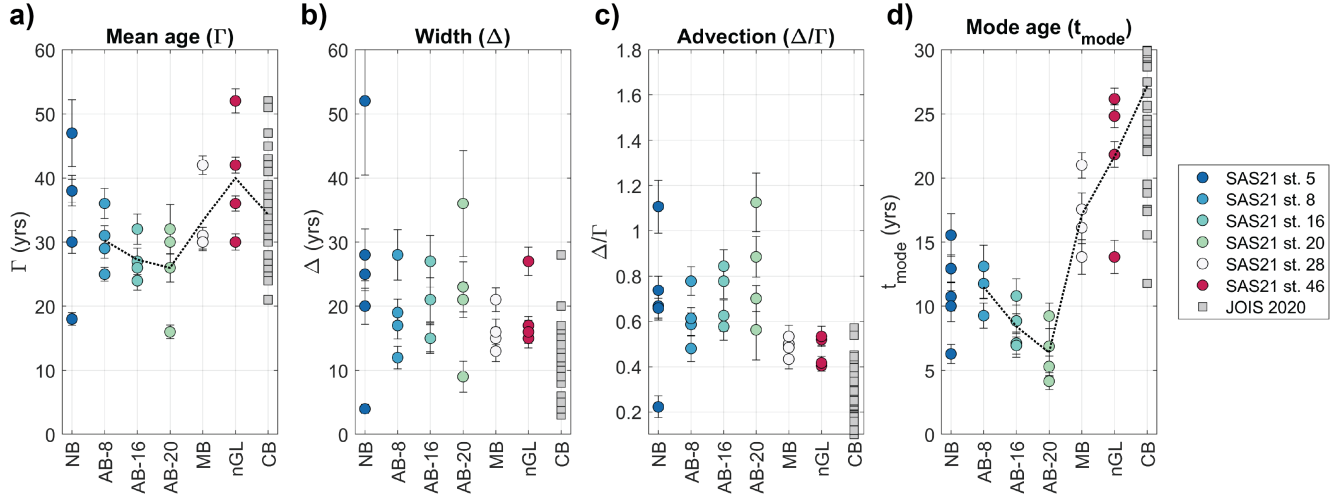 a)
Mean age (Γ)
Γ (yrs)
60
50
40
30
20
10
0
NB
AB-8
AB-16
AB-20
MB
nGL
CB
b)
Width (Δ)
Δ (yrs)
60
50
40
30
20
10
0
NB
AB-8
AB-16
AB-20
MB
nGL
CB
c)
Advection (Δ/Γ)
Δ/Γ
1.8
1.6
1.4
1.2
1
0.8
0.6
0.4
0.2
NB
AB-8
AB-16
AB-20
MB
nGL
CB
d)
Mode age (t_mode)
t_mode (yrs)
30
25
20
15
10
5
0
NB
AB-8
AB-16
AB-20
MB
nGL
CB
SAS21 st. 5
SAS21 st. 8
SAS21 st. 16
SAS21 st. 20
SAS21 st. 28
SAS21 st. 46
JOIS 2020